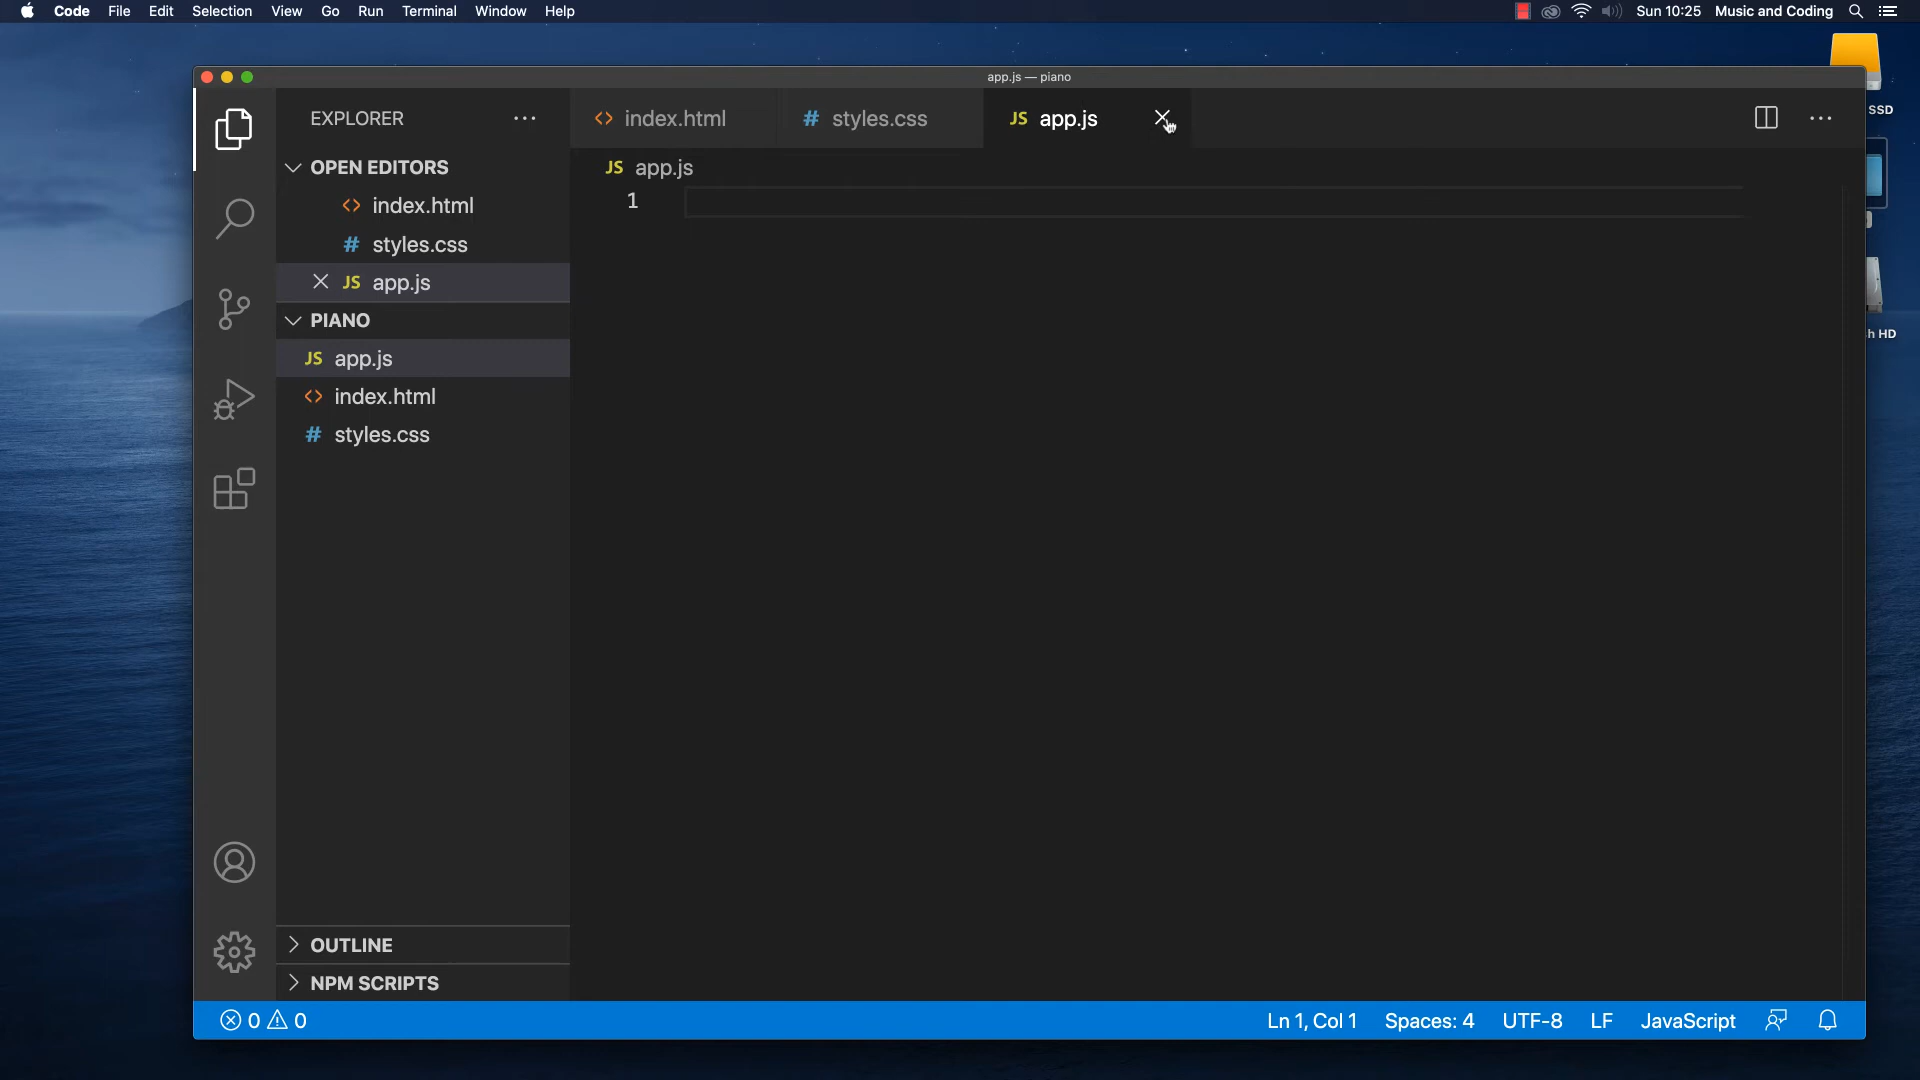 Code File Edit Selection View Go Run Terminal Window Help
Sun 10:25 Music and Coding
app.js — piano
SSD
EXPLORER
index.html
# styles.css
JS app.js
OPEN EDITORS
JS app.js
index.html
1
# styles.css
JS app.js
PIANO
h HD
JS app.js
index.html
# styles.css
OUTLINE
NPM SCRIPTS
0 0
Ln 1, Col 1 Spaces: 4 UTF-8 LF JavaScript